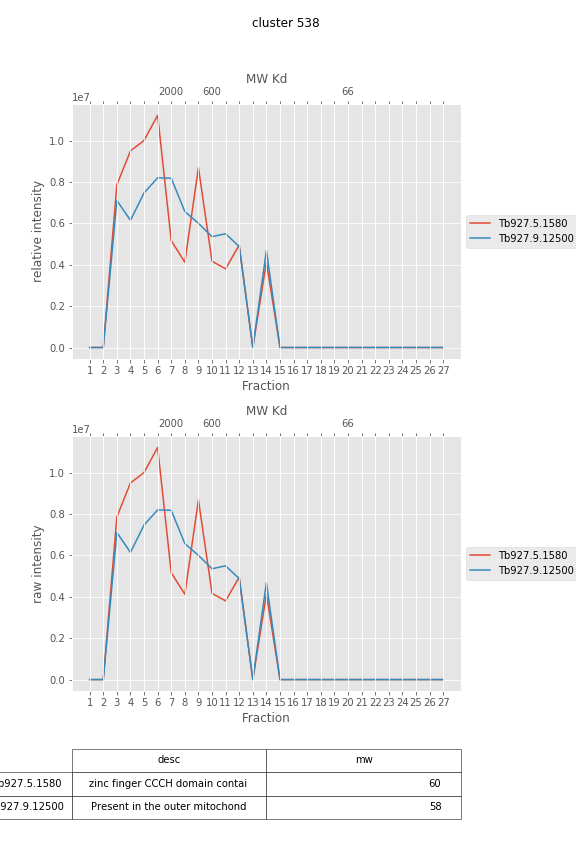 cluster 538
MW Kd
2000 600 66
1e7
1.0
0.8
0.6
0.4
0.2
0.0
relative intensity
1 2 3 4 5 6 7 8 9 10 11 12 13 14 15 16 17 18 19 20 21 22 23 24 25 26 27
Fraction
Tb927.5.1580
Tb927.9.12500
MW Kd
2000 600 66
1e7
1.0
0.8
0.6
0.4
0.2
0.0
raw intensity
1 2 3 4 5 6 7 8 9 10 11 12 13 14 15 16 17 18 19 20 21 22 23 24 25 26 27
Fraction
Tb927.5.1580
Tb927.9.12500
desc mw
b927.5.1580 zinc finger CCCH domain contai 60
927.9.12500 Present in the outer mitochond 58